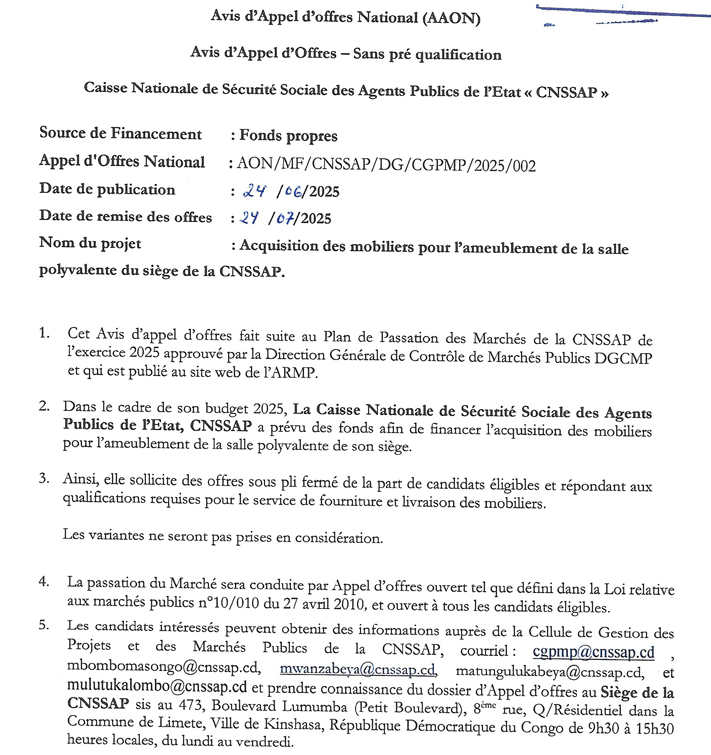 Avis d'Appel d'offres National (AAON)
Avis d'Appel d'Offres – Sans pré qualification
Caisse Nationale de Sécurité Sociale des Agents Publics de l'Etat « CNSSAP »
Source de Financement : Fonds propres
Appel d'Offres National : AON/MF/CNSSAP/DG/CGPMP/2025/002
Date de publication : 24 /06/2025
Date de remise des offres : 24 /07/2025
Nom du projet : Acquisition des mobiliers pour l'ameublement de la salle
polyvalente du siège de la CNSSAP.
1. Cet Avis d'appel d'offres fait suite au Plan de Passation des Marchés de la CNSSAP de
l'exercice 2025 approuvé par la Direction Générale de Contrôle de Marchés Publics DGCMP
et qui est publié au site web de l'ARMP.
2. Dans le cadre de son budget 2025, La Caisse Nationale de Sécurité Sociale des Agents
Publics de l'Etat, CNSSAP a prévu des fonds afin de financer l'acquisition des mobiliers
pour l'ameublement de la salle polyvalente de son siège.
3. Ainsi, elle sollicite des offres sous pli fermé de la part de candidats éligibles et répondant aux
qualifications requises pour le service de fourniture et livraison des mobiliers.
Les variantes ne seront pas prises en considération.
4. La passation du Marché sera conduite par Appel d'offres ouvert tel que défini dans la Loi relative
aux marchés publics n°10/010 du 27 avril 2010, et ouvert à tous les candidats éligibles.
5. Les candidats intéressés peuvent obtenir des informations auprès de la Cellule de Gestion des
Projets et des Marchés Publics de la CNSSAP, courriel : cgpmp@cnssap.cd ,
mbombomasongo@cnssap.cd, mwanzabeya@cnssap.cd, matungulukabeya@cnssap.cd, et
mulutukalombo@cnssap.cd et prendre connaissance du dossier d'Appel d'offres au Siège de la
CNSSAP sis au 473, Boulevard Lumumba (Petit Boulevard), 8ème rue, Q/Résidentiel dans la
Commune de Limete, Ville de Kinshasa, République Démocratique du Congo de 9h30 à 15h30
heures locales, du lundi au vendredi.